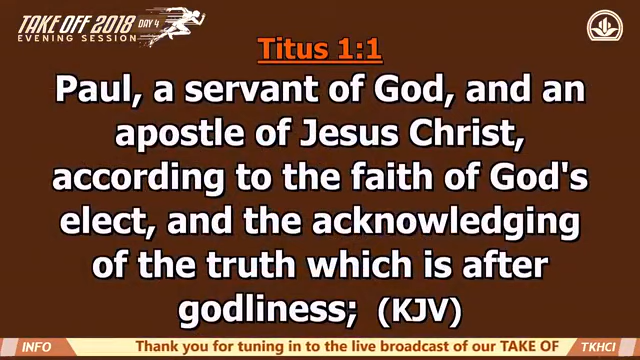 TAKE OFF 2018 DAY 4
EVENING SESSION
Titus 1:1
Paul, a servant of God, and an
apostle of Jesus Christ,
according to the faith of God's
elect, and the acknowledging
of the truth which is after
godliness; (KJV)
INFO Thank you for tuning in to the live broadcast of our TAKE OF TKHCI